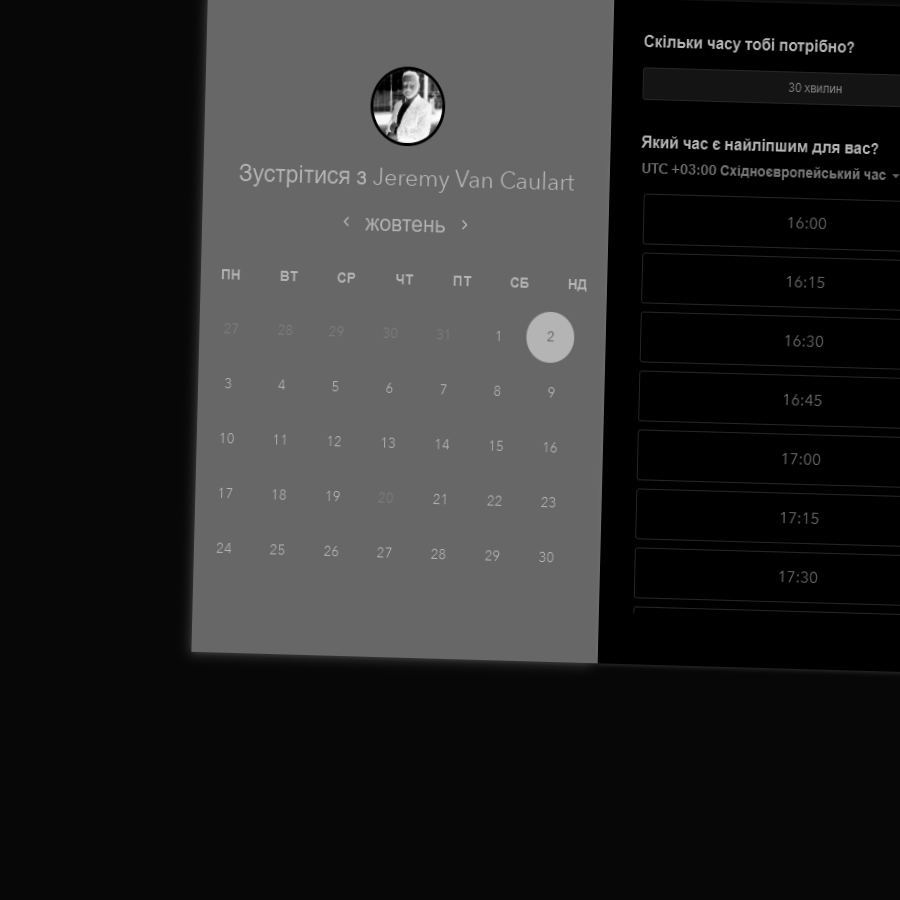 Зустрітися з Jeremy Van Caulart
‹ жовтень ›
ПН ВТ СР ЧТ ПТ СБ НД
27 28 29 30 31 1 2
3 4 5 6 7 8 9
10 11 12 13 14 15 16
17 18 19 20 21 22 23
24 25 26 27 28 29 30
Скільки часу тобі потрібно?
30 хвилин
Який час є найліпшим для вас?
UTC +03:00 Східноєвропейський час
16:00
16:15
16:30
16:45
17:00
17:15
17:30